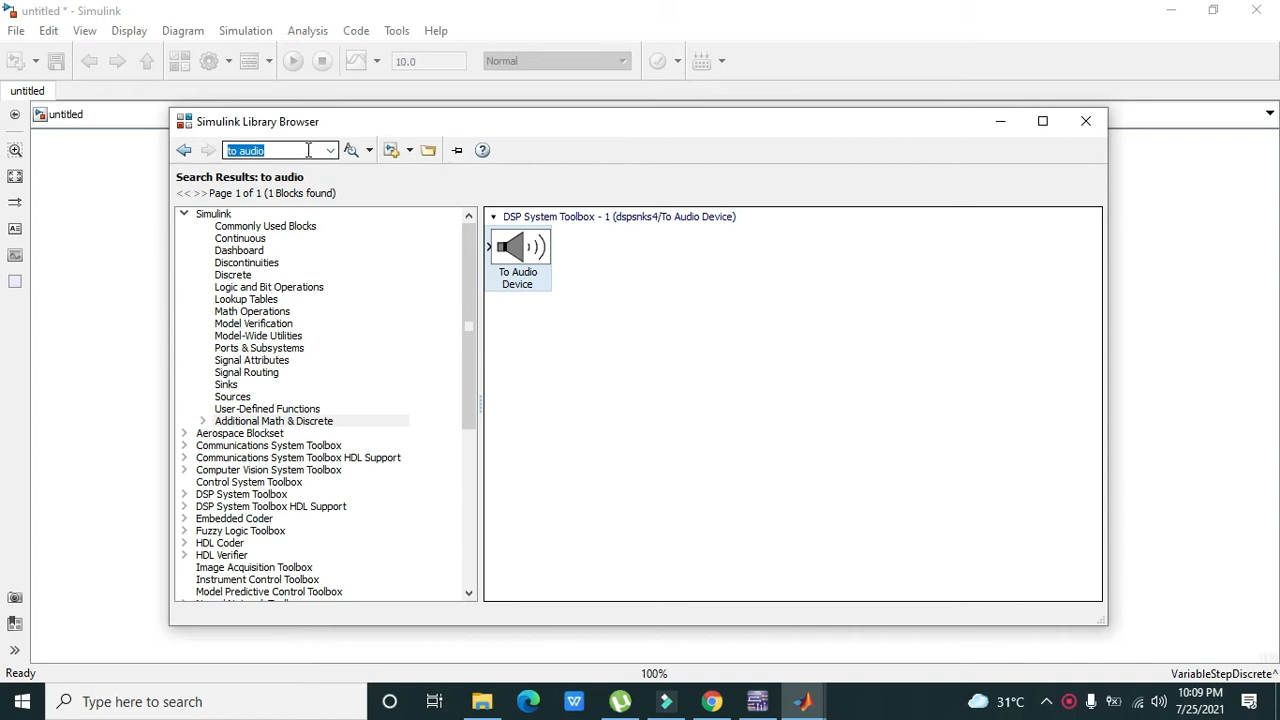 untitled * - Simulink
File Edit View Display Diagram Simulation Analysis Code Tools Help
10.0 Normal
untitled
untitled
Simulink Library Browser
to audio
Search Results: to audio
<< >> Page 1 of 1 (1 Blocks found)
Simulink
Commonly Used Blocks
Continuous
Dashboard
Discontinuities
Discrete
Logic and Bit Operations
Lookup Tables
Math Operations
Model Verification
Model-Wide Utilities
Ports & Subsystems
Signal Attributes
Signal Routing
Sinks
Sources
User-Defined Functions
Additional Math & Discrete
Aerospace Blockset
Communications System Toolbox
Communications System Toolbox HDL Support
Computer Vision System Toolbox
Control System Toolbox
DSP System Toolbox
DSP System Toolbox HDL Support
Embedded Coder
Fuzzy Logic Toolbox
HDL Coder
HDL Verifier
Image Acquisition Toolbox
Instrument Control Toolbox
Model Predictive Control Toolbox
DSP System Toolbox - 1 (dspsnks4/To Audio Device)
To Audio
Device
Ready 100% VariableStepDiscrete
Type here to search
31°C
10:09 PM
7/25/2021